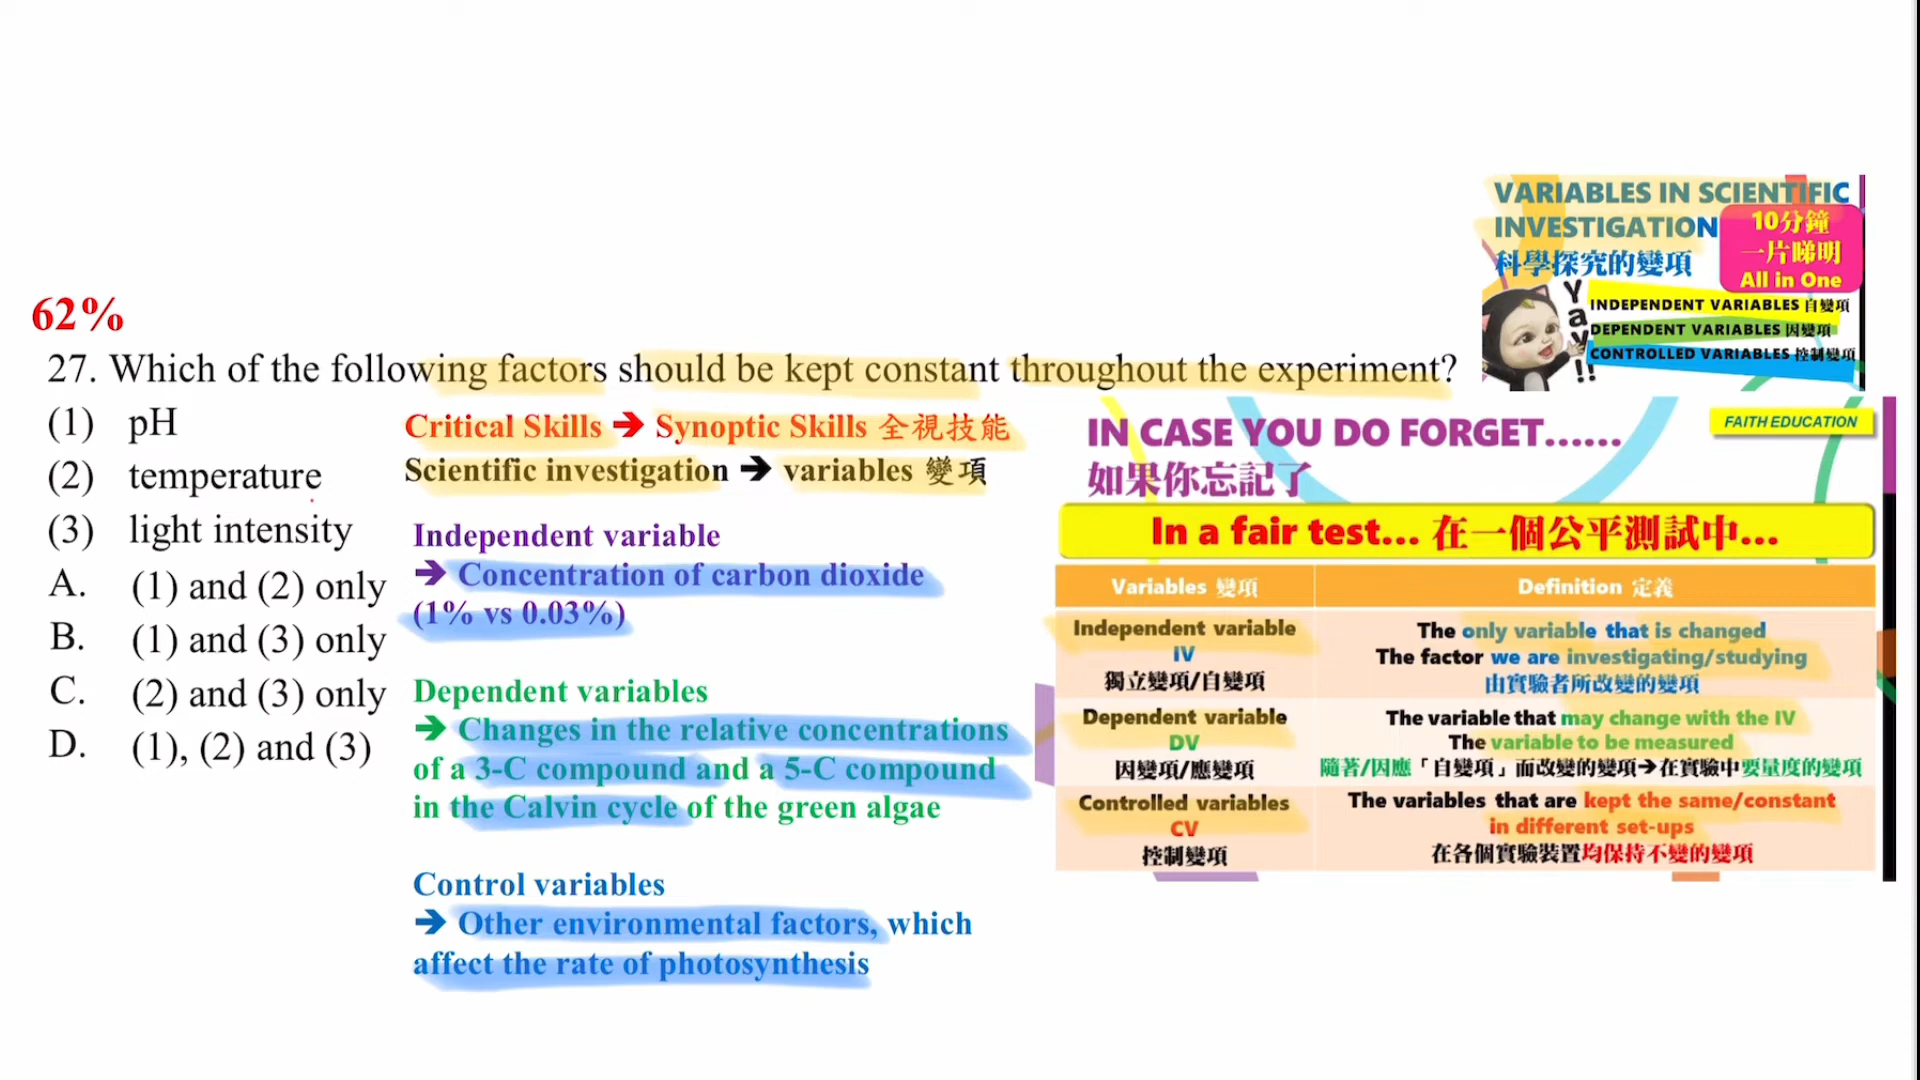 VARIABLES IN SCIENTIFIC
INVESTIGATION
科學探究的變項
10分鐘
一片睇明
All in One
Yay!!
INDEPENDENT VARIABLES 自變項
DEPENDENT VARIABLES 因變項
CONTROLLED VARIABLES 控制變項
62%
27. Which of the following factors should be kept constant throughout the experiment?
(1) pH
(2) temperature
(3) light intensity
A. (1) and (2) only
B. (1) and (3) only
C. (2) and (3) only
D. (1), (2) and (3)
Critical Skills ➔ Synoptic Skills 全視技能
Scientific investigation ➔ variables 變項
Independent variable
➔ Concentration of carbon dioxide
(1% vs 0.03%)
Dependent variables
➔ Changes in the relative concentrations
of a 3-C compound and a 5-C compound
in the Calvin cycle of the green algae
Control variables
➔ Other environmental factors, which
affect the rate of photosynthesis
FAITH EDUCATION
IN CASE YOU DO FORGET......
如果你忘記了
In a fair test... 在一個公平測試中...
Variables 變項
Definition 定義
Independent variable
IV
獨立變項/自變項
The only variable that is changed
The factor we are investigating/studying
由實驗者所改變的變項
Dependent variable
DV
因變項/應變項
The variable that may change with the IV
The variable to be measured
隨著/因應「自變項」而改變的變項➔在實驗中要量度的變項
Controlled variables
CV
控制變項
The variables that are kept the same/constant
in different set-ups
在各個實驗裝置均保持不變的變項